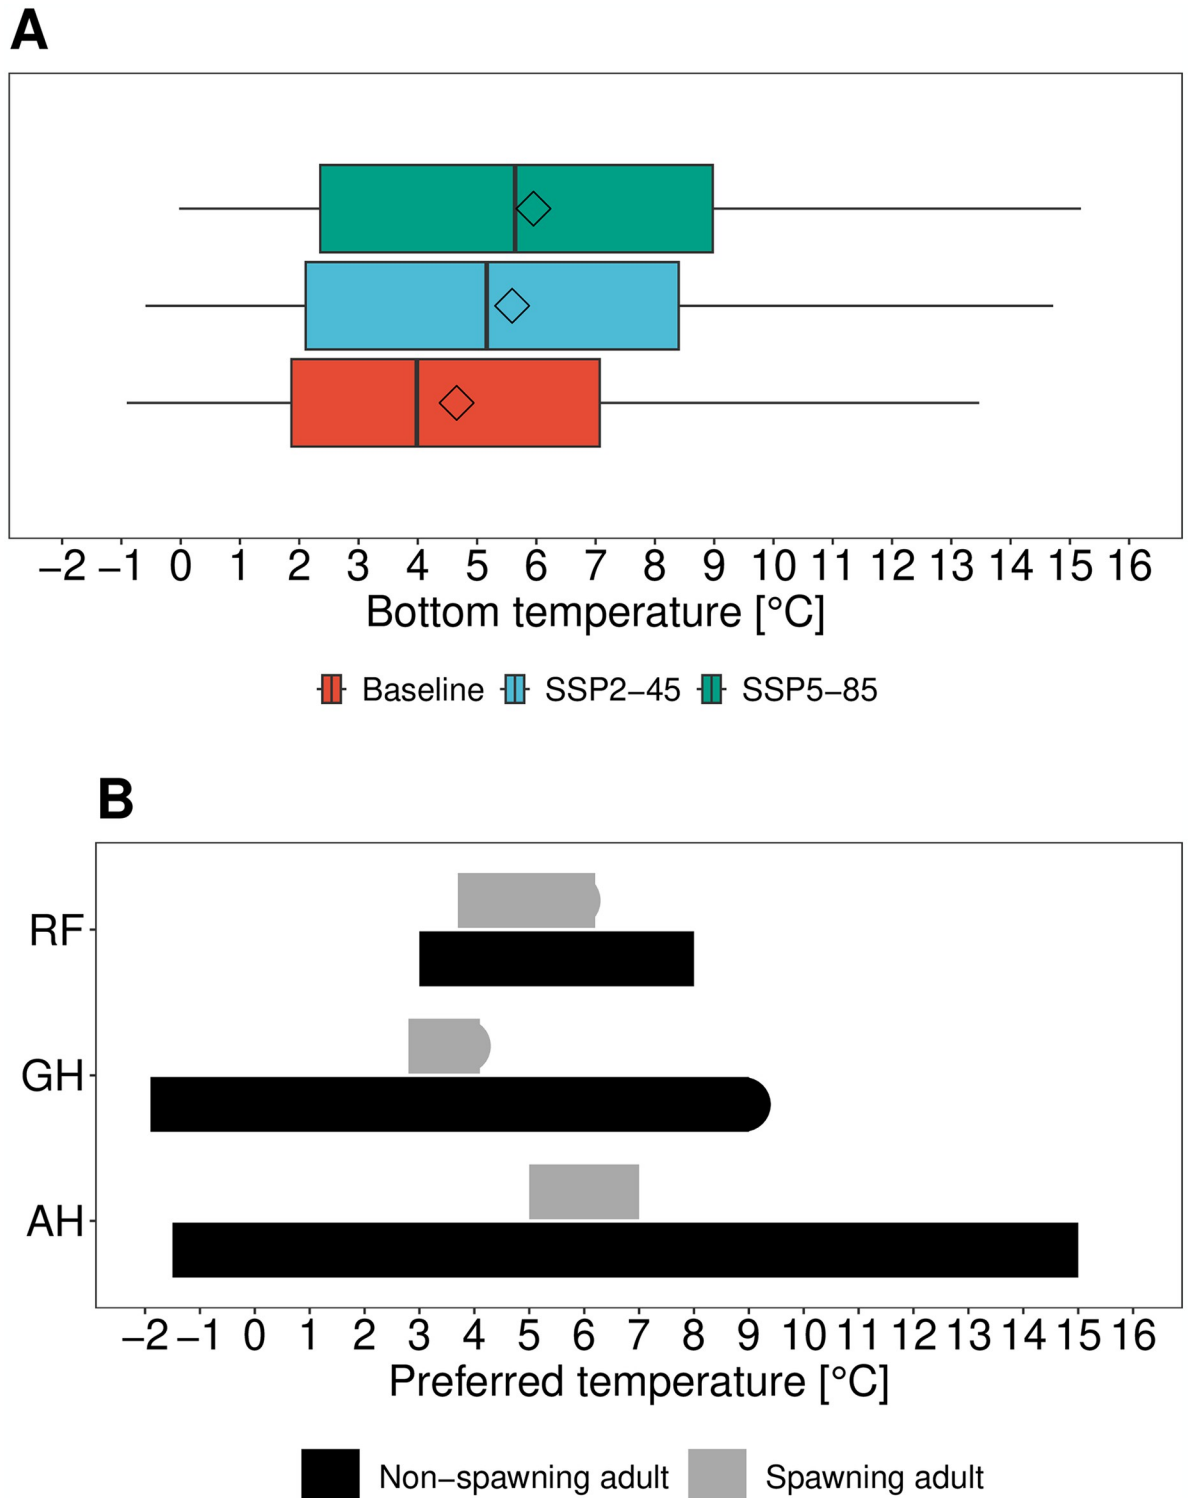 A
−2 −1 0 1 2 3 4 5 6 7 8 9 10 11 12 13 14 15 16
Bottom temperature [°C]
Baseline SSP2−45 SSP5−85
B
RF
GH
AH
−2 −1 0 1 2 3 4 5 6 7 8 9 10 11 12 13 14 15 16
Preferred temperature [°C]
Non−spawning adult Spawning adult